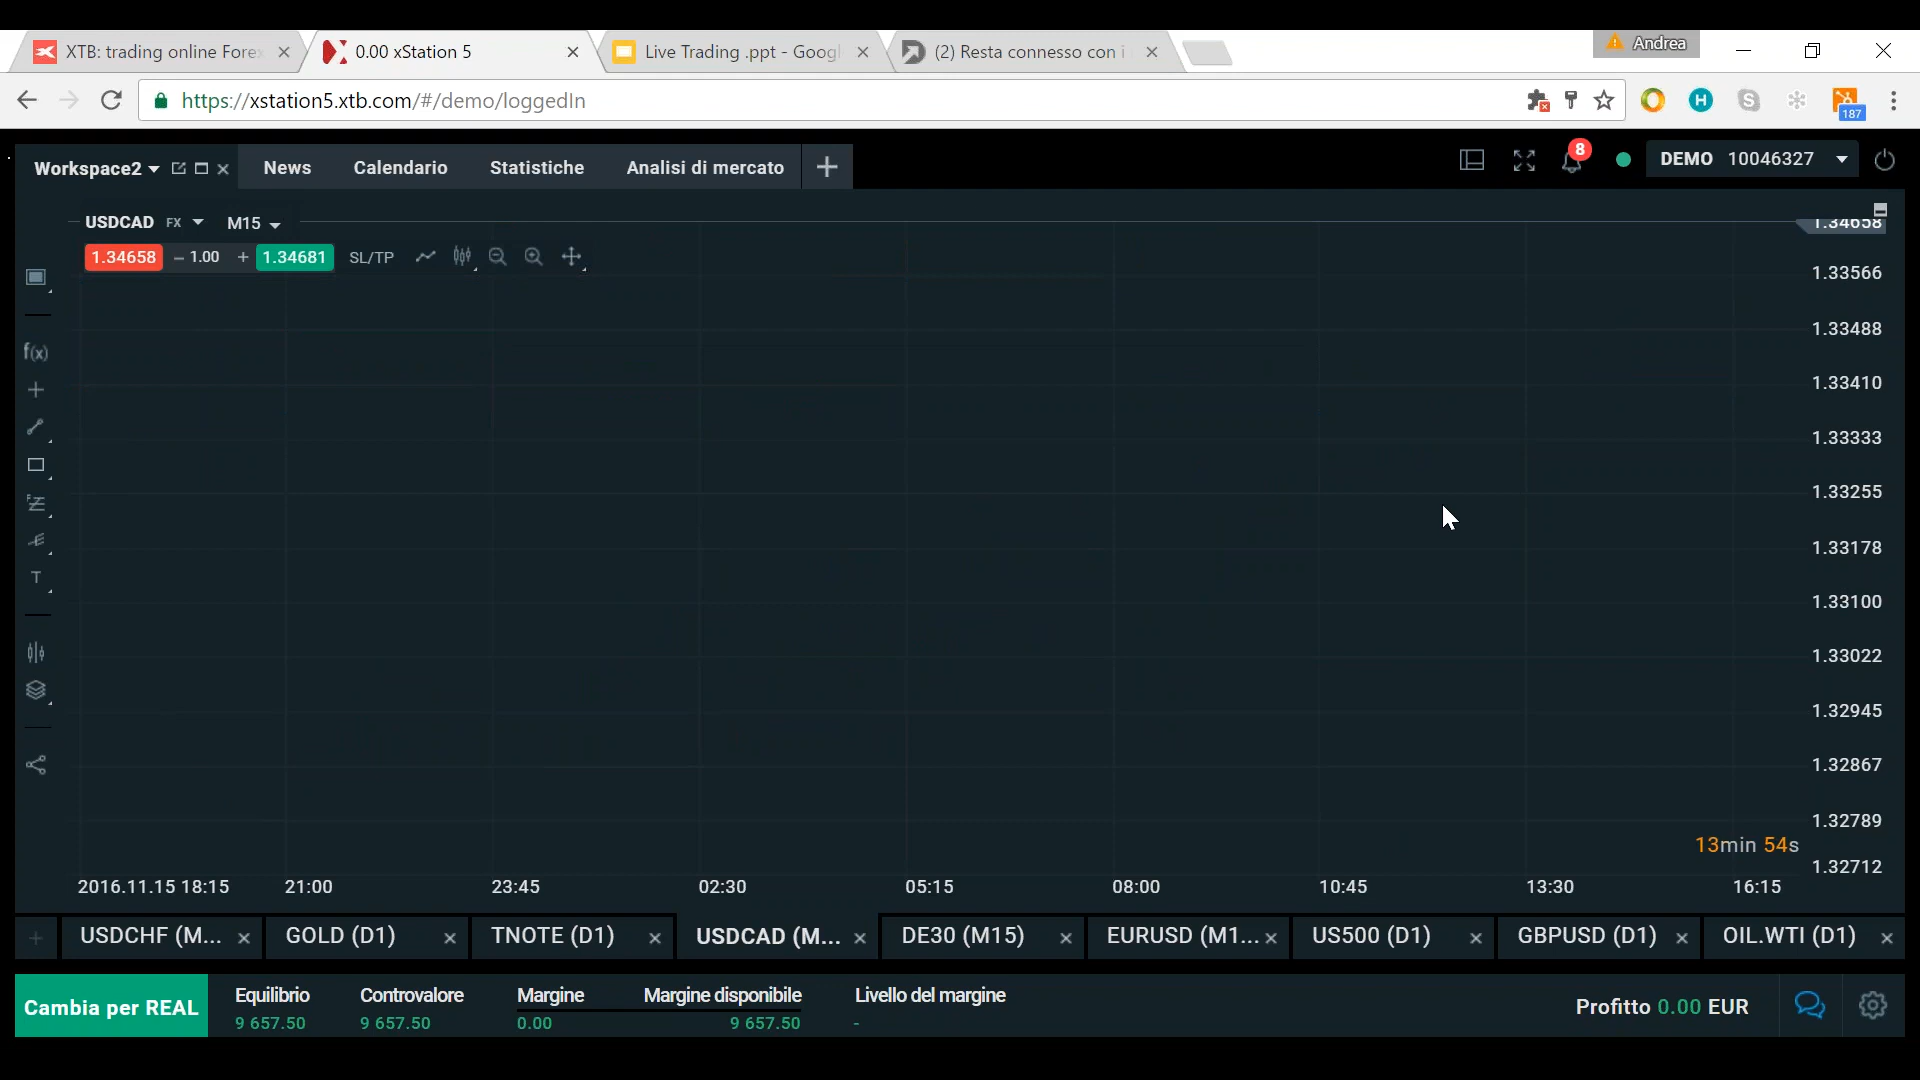 XTB: trading online Fore
0.00 xStation 5
Live Trading .ppt - Googl
(2) Resta connesso con i
Andrea
https://xstation5.xtb.com/#/demo/loggedIn
H
S
187
Workspace2
News
Calendario
Statistiche
Analisi di mercato
8
DEMO 10046327
USDCAD FX
M15
1.34658
1.34658 – 1.00 + 1.34681 SL/TP
1.33566
1.33488
f(x)
1.33410
1.33333
1.33255
1.33178
T
1.33100
1.33022
1.32945
1.32867
1.32789
13min 54s
1.32712
2016.11.15 18:15 21:00 23:45 02:30 05:15 08:00 10:45 13:30 16:15
USDCHF (M... GOLD (D1) TNOTE (D1) USDCAD (M... DE30 (M15) EURUSD (M1... US500 (D1) GBPUSD (D1) OIL.WTI (D1)
Cambia per REAL
Equilibrio Controvalore Margine Margine disponibile Livello del margine
9 657.50 9 657.50 0.00 9 657.50 -
Profitto 0.00 EUR